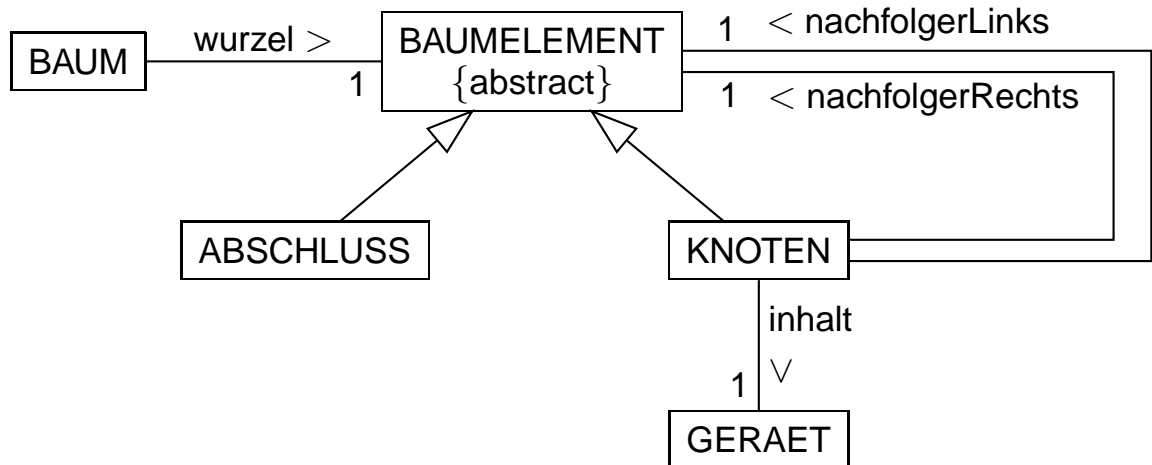 BAUM
wurzel >
1
BAUMELEMENT
{abstract}
1 < nachfolgerLinks
1 < nachfolgerRechts
ABSCHLUSS
KNOTEN
inhalt
∨
1
GERAET